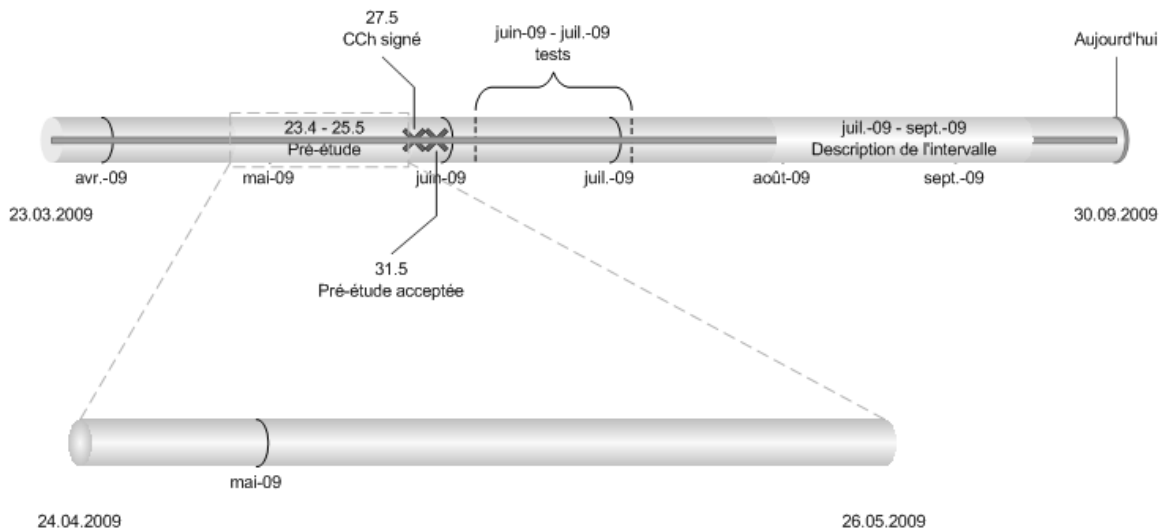 27.5
CCh signé
juin-09 - juil.-09
tests
Aujourd'hui
23.4 - 25.5
Pré-étude
juil.-09 - sept.-09
Description de l'intervalle
avr.-09
mai-09
juin-09
juil.-09
août-09
sept.-09
23.03.2009
30.09.2009
31.5
Pré-étude acceptée
mai-09
24.04.2009
26.05.2009